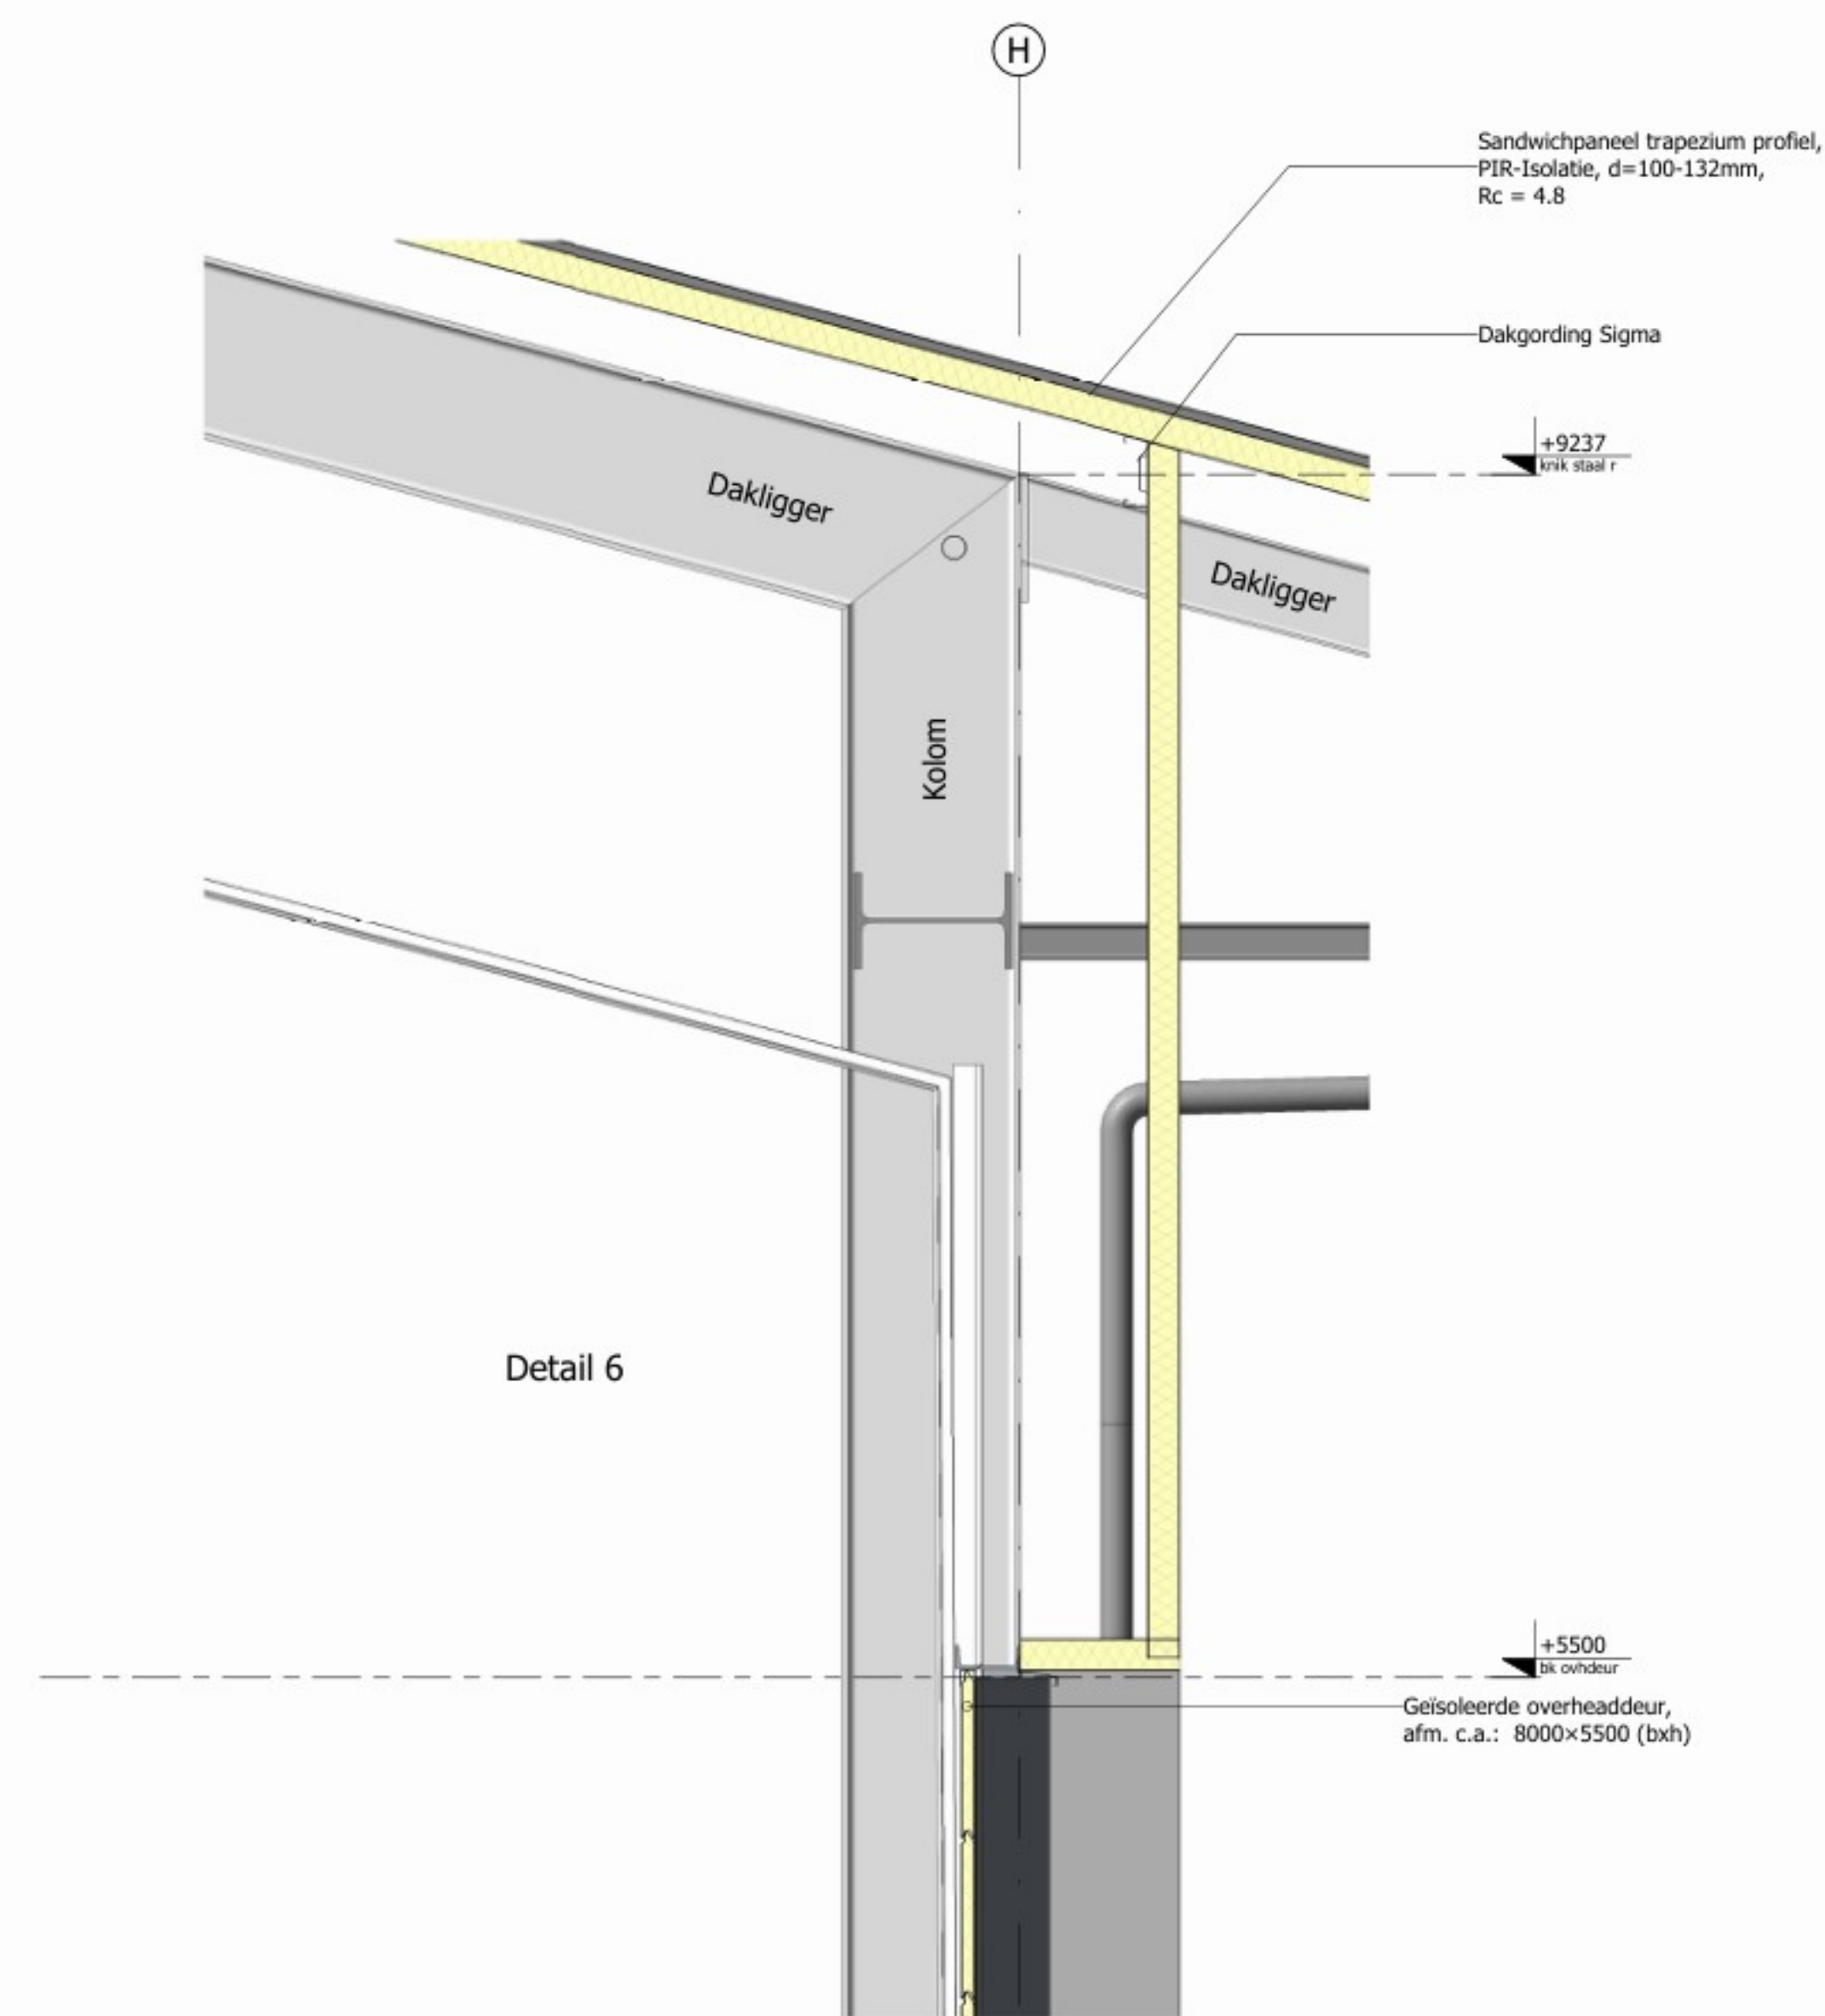 H
Sandwichpaneel trapezium profiel,
PIR-Isolatie, d=100-132mm,
Rc = 4.8
Dakgording Sigma
+9237
knik staal r
Dakligger
Dakligger
Kolom
Detail 6
+5500
bk ovhdeur
Geïsoleerde overheaddeur,
afm. c.a.: 8000×5500 (bxh)